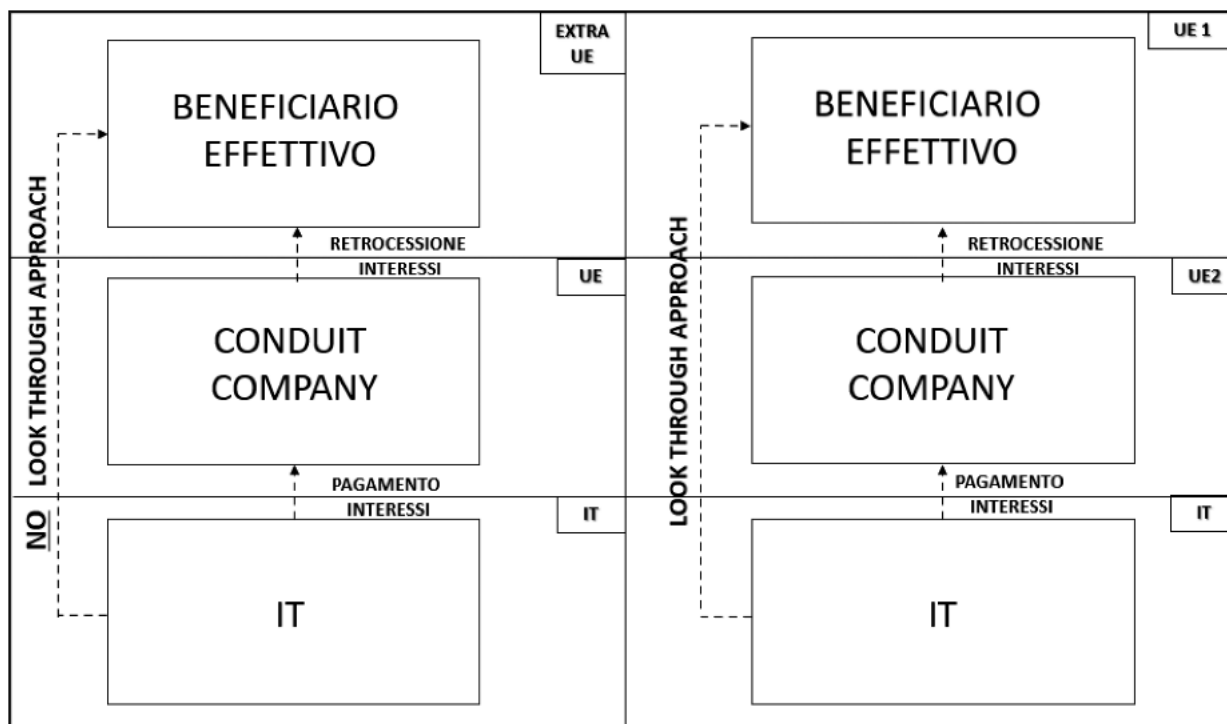 EXTRA
UE
BENEFICIARIO
EFFETTIVO
NO LOOK THROUGH APPROACH
RETROCESSIONE
INTERESSI
UE
CONDUIT
COMPANY
PAGAMENTO
INTERESSI
IT
IT
UE 1
BENEFICIARIO
EFFETTIVO
LOOK THROUGH APPROACH
RETROCESSIONE
INTERESSI
UE2
CONDUIT
COMPANY
PAGAMENTO
INTERESSI
IT
IT